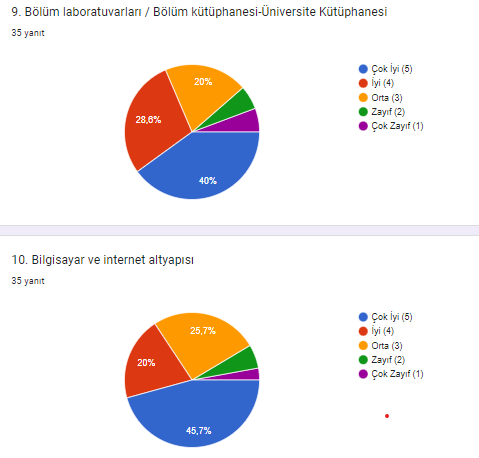 9. Bölüm laboratuvarları / Bölüm kütüphanesi-Üniversite Kütüphanesi
35 yanıt
Çok İyi (5)
İyi (4)
Orta (3)
Zayıf (2)
Çok Zayıf (1)
20%
28,6%
40%
10. Bilgisayar ve internet altyapısı
35 yanıt
Çok İyi (5)
İyi (4)
Orta (3)
Zayıf (2)
Çok Zayıf (1)
25,7%
20%
45,7%